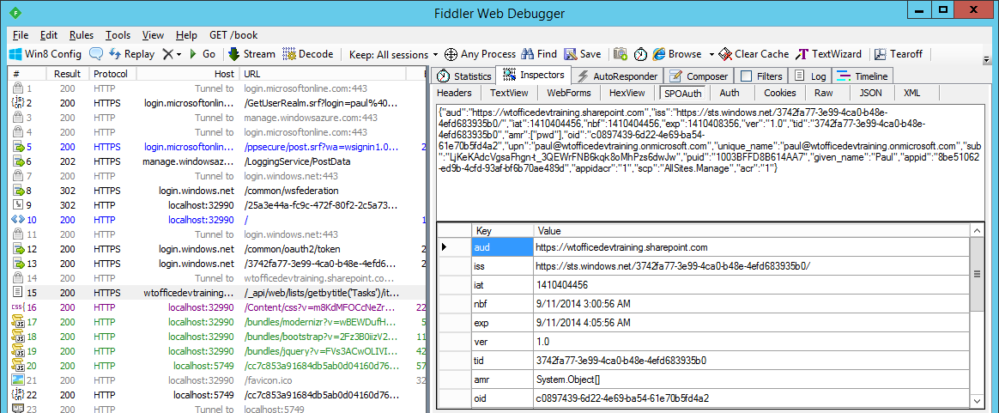 Fiddler Web Debugger
File Edit Rules Tools View Help GET /book
Win8 Config Replay Go Stream Decode Keep: All sessions Any Process Find Save Browse Clear Cache TextWizard Tearoff
# Result Protocol Host URL
1 200 HTTP Tunnel to login.microsoftonline.com:443
2 200 HTTPS login.microsoftonlin... /GetUserRealm.srf?login=paul%40...
3 200 HTTP Tunnel to manage.windowsazure.com:443
4 200 HTTP Tunnel to login.microsoftonline.com:443
5 200 HTTPS login.microsoftonlin... /ppsecure/post.srf?wa=wsignin1.0...
6 202 HTTPS manage.windowsaz... /LoggingService/PostData
7 200 HTTP Tunnel to login.windows.net:443
8 302 HTTPS login.windows.net /common/wsfederation
9 302 HTTP localhost:32990 /25a3e44a-fc9c-472f-80f2-2c5a73...
10 200 HTTP localhost:32990 /
11 200 HTTP Tunnel to login.windows.net:443
12 200 HTTPS login.windows.net /common/oauth2/token
13 200 HTTPS login.windows.net /3742fa77-3e99-4ca0-b48e-4efd6...
14 200 HTTP Tunnel to wtofficedevtraining.sharepoint.co...
15 200 HTTPS wtofficedevtraining... /_api/web/lists/getbytitle('Tasks')/it...
16 200 HTTP localhost:32990 /Content/css?v=m8KdMFOCcNeZr... 22
17 200 HTTP localhost:32990 /bundles/modernizr?v=wBEWDufH... 5
18 200 HTTP localhost:32990 /bundles/bootstrap?v=2Fz3B0iizV2... 11
19 200 HTTP localhost:32990 /bundles/jquery?v=FVs3ACwOLIVI... 42
20 200 HTTP localhost:5749 /cc7c853a91684db5ab0d04160d76...
21 200 HTTP localhost:32990 /favicon.ico 32
22 200 HTTP localhost:5749 /cc7c853a91684db5ab0d04160d76...
23 200 HTTP Tunnel to localhost:5749
Statistics Inspectors AutoResponder Composer Filters Log Timeline
Headers TextView WebForms HexView SPOAuth Auth Cookies Raw JSON XML
{"aud":"https://wtofficedevtraining.sharepoint.com","iss":"https://sts.windows.net/3742fa77-3e99-4ca0-b48e-
4efd683935b0/","iat":1410404456,"nbf":1410404456,"exp":1410408356,"ver":"1.0","tid":"3742fa77-3e99-4ca0-b48e-
4efd683935b0","amr":["pwd"],"oid":"c0897439-6d22-4e69-ba54-
61e70b5fd4a2","upn":"paul@wtofficedevtraining.onmicrosoft.com","unique_name":"paul@wtofficedevtraining.onmicrosoft.com","sub
":"LjKeKAdcVgsaFhgn-t_3QEWrFNB6kqk8oMhPzs6dwJw","puid":"1003BFFD8B614AA7","given_name":"Paul","appid":"8be51062
-ed9b-4cfd-93af-bf6b70ae489d","appidacr":"1","scp":"AllSites.Manage","acr":"1"}
Key Value
aud https://wtofficedevtraining.sharepoint.com
iss https://sts.windows.net/3742fa77-3e99-4ca0-b48e-4efd683935b0/
iat 1410404456
nbf 9/11/2014 3:00:56 AM
exp 9/11/2014 4:05:56 AM
ver 1.0
tid 3742fa77-3e99-4ca0-b48e-4efd683935b0
amr System.Object[]
oid c0897439-6d22-4e69-ba54-61e70b5fd4a2